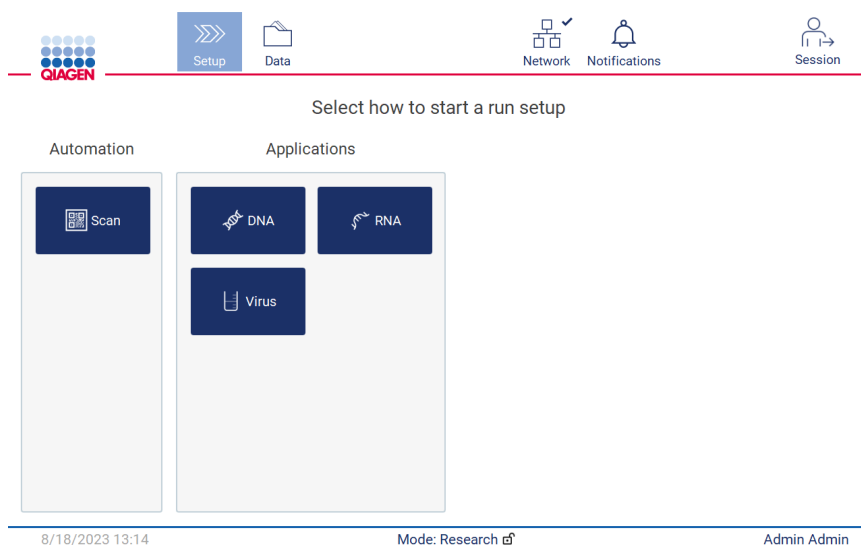 QIAGEN
Setup
Data
Network
Notifications
Session
Select how to start a run setup
Automation
Applications
Scan
DNA
RNA
Virus
8/18/2023 13:14
Mode: Research
Admin Admin